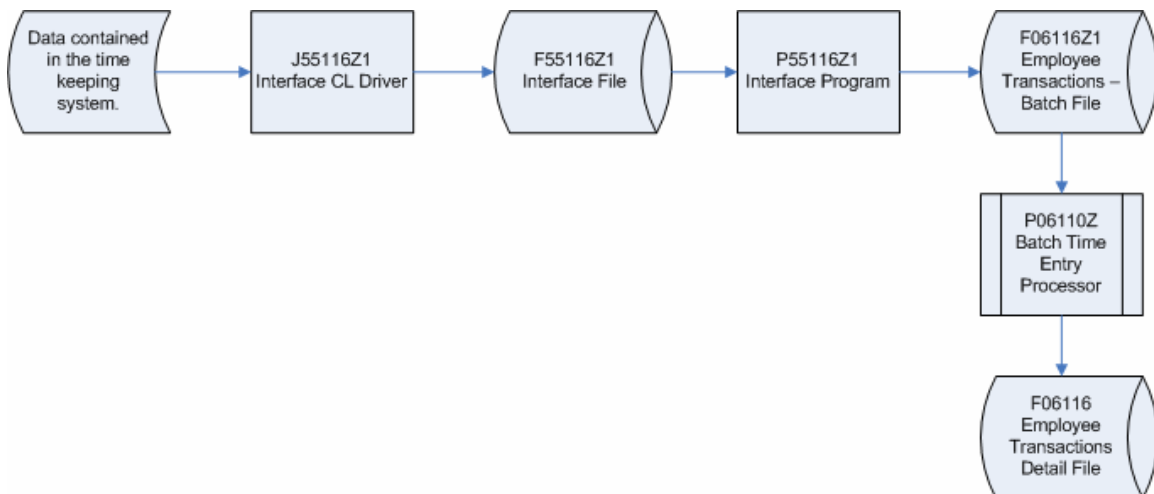 Data contained
in the time
keeping
system.
J55116Z1
Interface CL Driver
F55116Z1
Interface File
P55116Z1
Interface Program
F06116Z1
Employee
Transactions –
Batch File
P06110Z
Batch Time
Entry
Processor
F06116
Employee
Transactions
Detail File